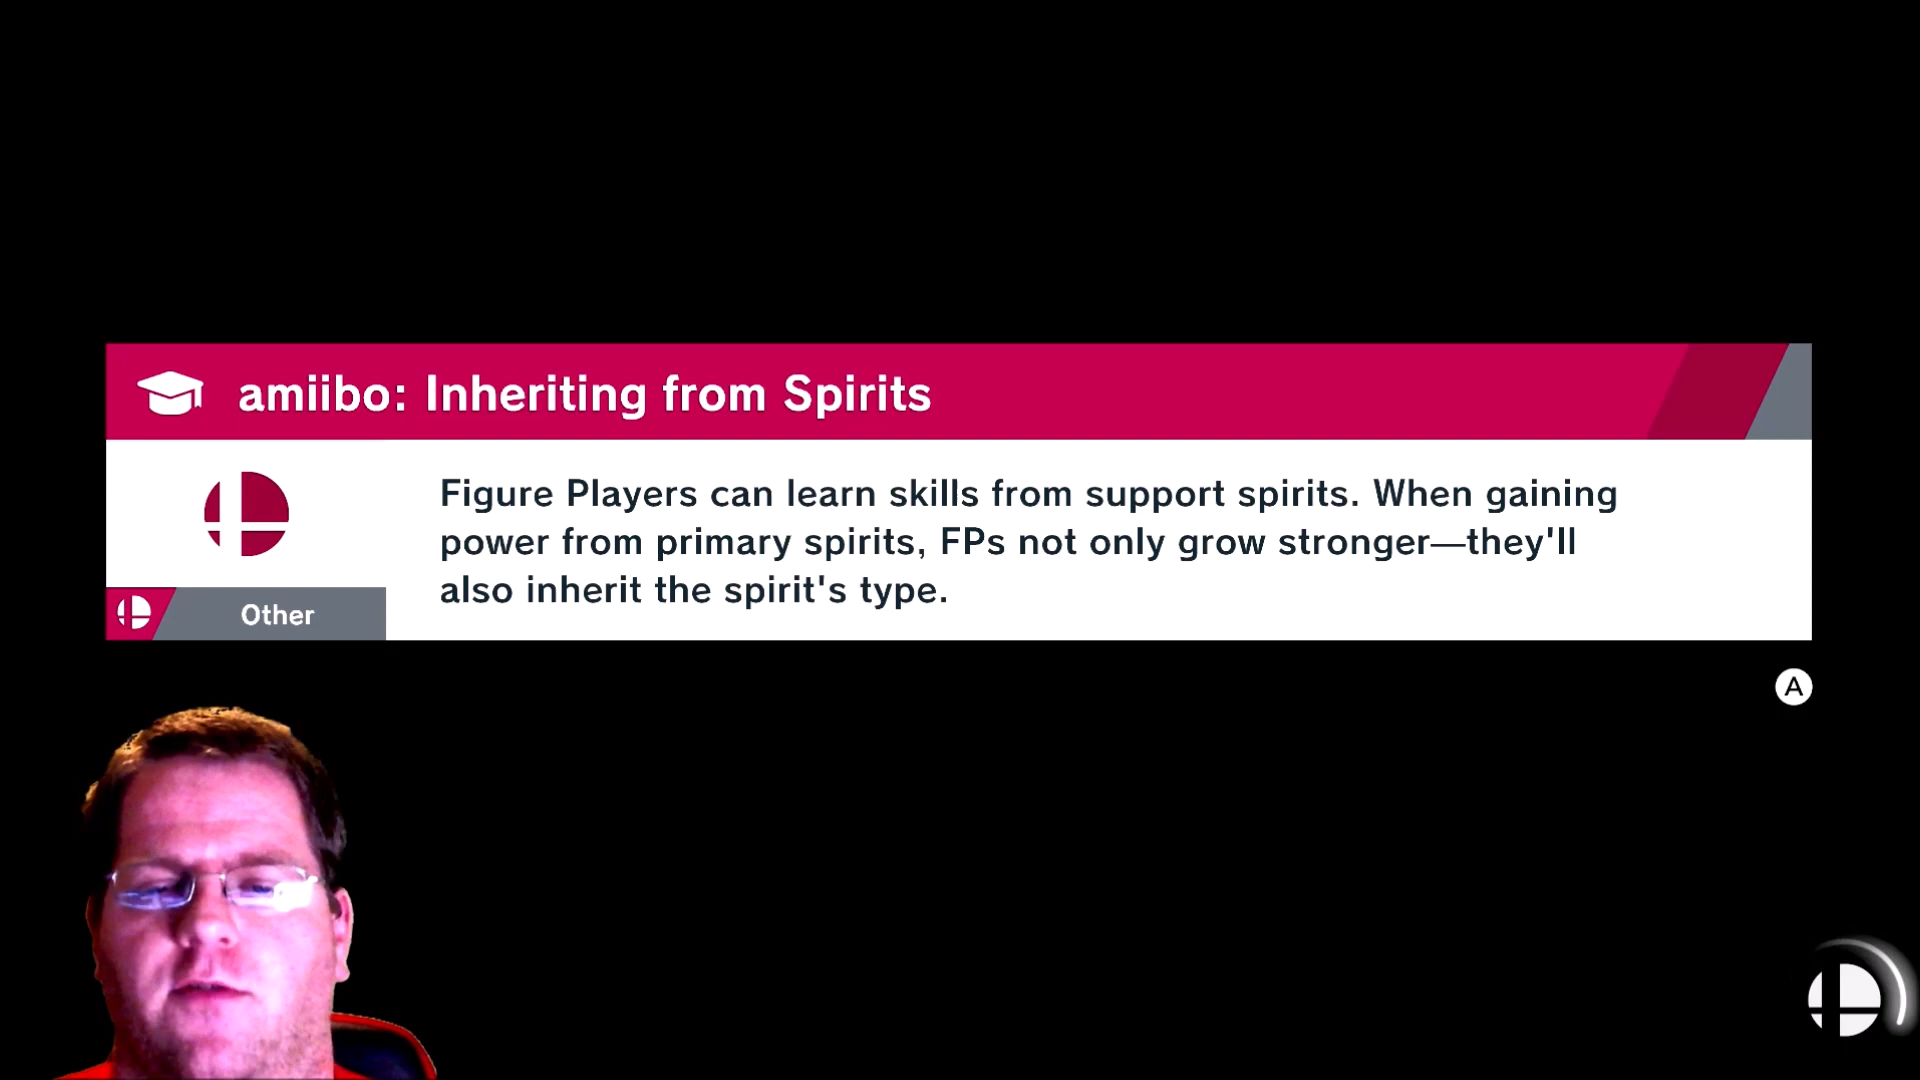 amiibo: Inheriting from Spirits
Figure Players can learn skills from support spirits. When gaining
power from primary spirits, FPs not only grow stronger—they'll
also inherit the spirit's type.
Other
A